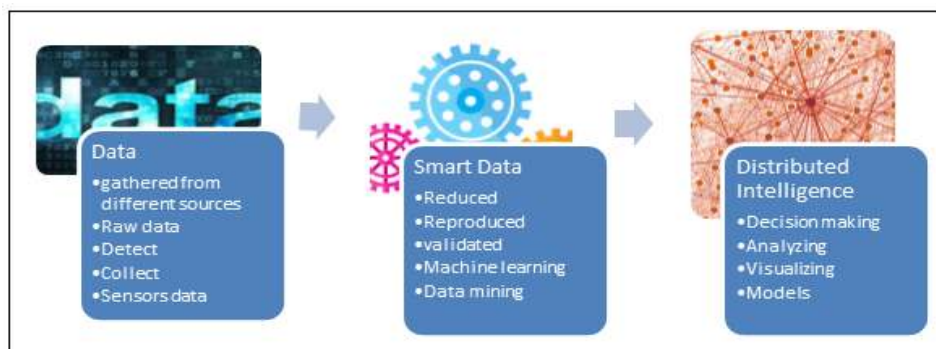 data
Data
•gathered from
different sources
•Raw data
•Detect
•Collect
•Sensors data
Smart Data
•Reduced
•Reproduced
•validated
•Machine learning
•Data mining
Distributed
Intelligence
•Decision making
•Analyzing
•Visualizing
•Models